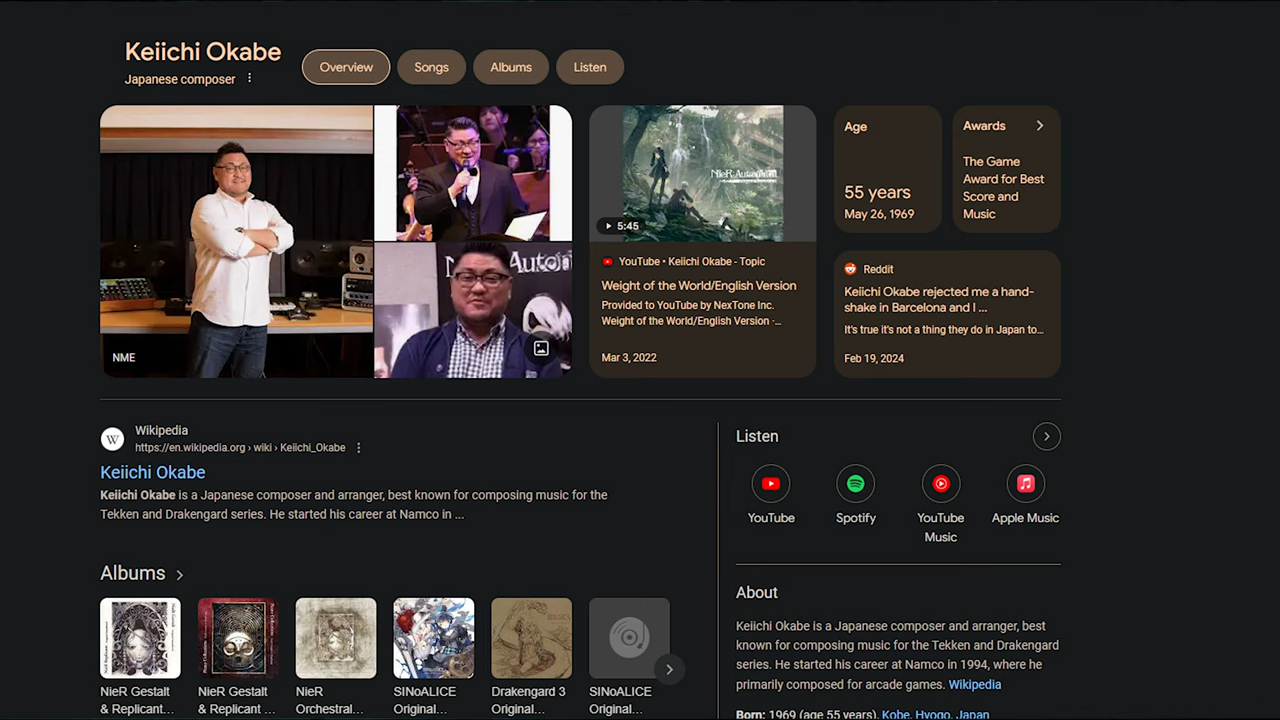 Keiichi Okabe
Japanese composer
Overview
Songs
Albums
Listen
NME
NieR:Automata
5:45
YouTube • Keiichi Okabe - Topic
Weight of the World/English Version
Provided to YouTube by NexTone Inc.
Weight of the World/English Version ·...
Mar 3, 2022
Age
55 years
May 26, 1969
Awards
The Game
Award for Best
Score and
Music
Reddit
Keiichi Okabe rejected me a hand-
shake in Barcelona and I ...
It's true it's not a thing they do in Japan to...
Feb 19, 2024
W
Wikipedia
https://en.wikipedia.org › wiki › Keiichi_Okabe
Keiichi Okabe
Keiichi Okabe is a Japanese composer and arranger, best known for composing music for the
Tekken and Drakengard series. He started his career at Namco in ...
Albums
NieR Gestalt
& Replicant...
NieR Gestalt
& Replicant ...
NieR
Orchestral...
SINoALICE
Original...
Drakengard 3
Original...
SINoALICE
Original...
Listen
YouTube
Spotify
YouTube
Music
Apple Music
About
Keiichi Okabe is a Japanese composer and arranger, best
known for composing music for the Tekken and Drakengard
series. He started his career at Namco in 1994, where he
primarily composed for arcade games. Wikipedia
Born: 1969 (age 55 years), Kobe, Hyogo, Japan